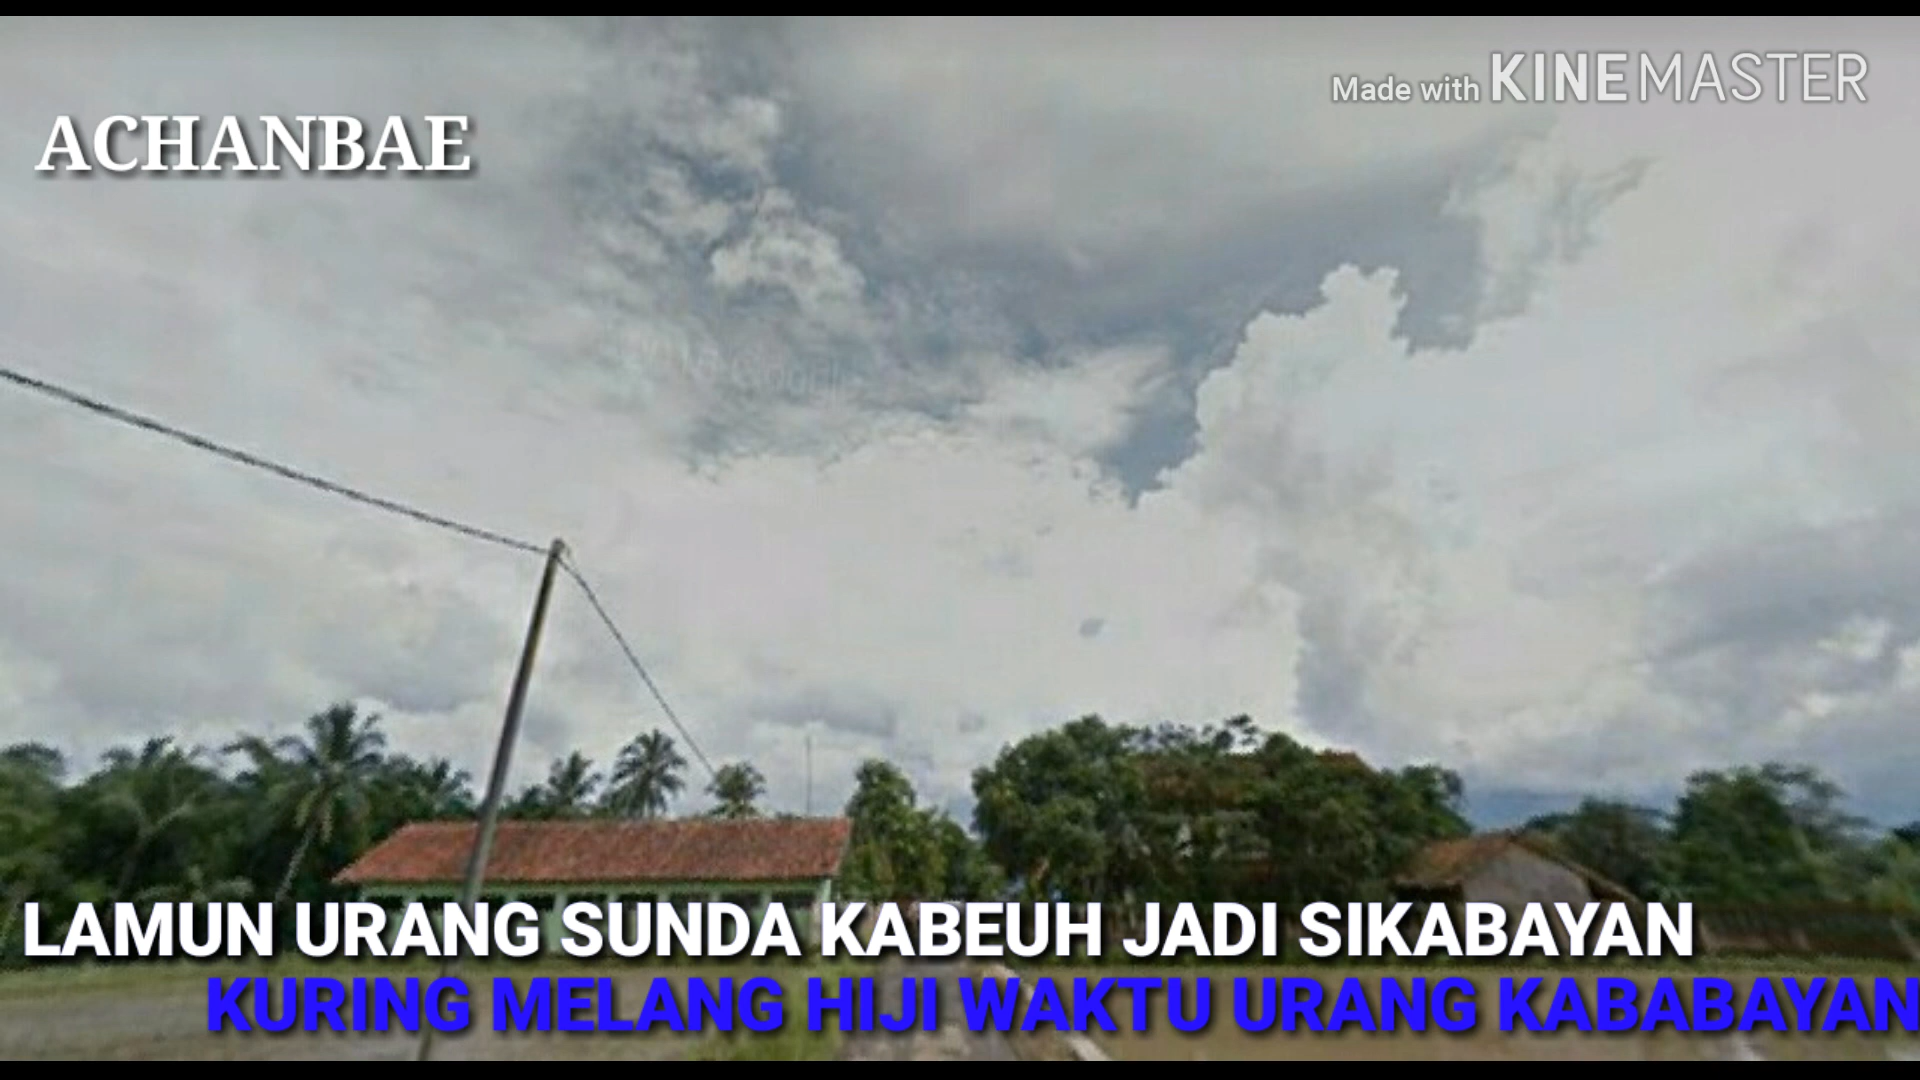 Made with KINEMASTER
ACHANBAE
LAMUN URANG SUNDA KABEUH JADI SIKABAYAN
KURING MELANG HIJI WAKTU URANG KABABAYAN